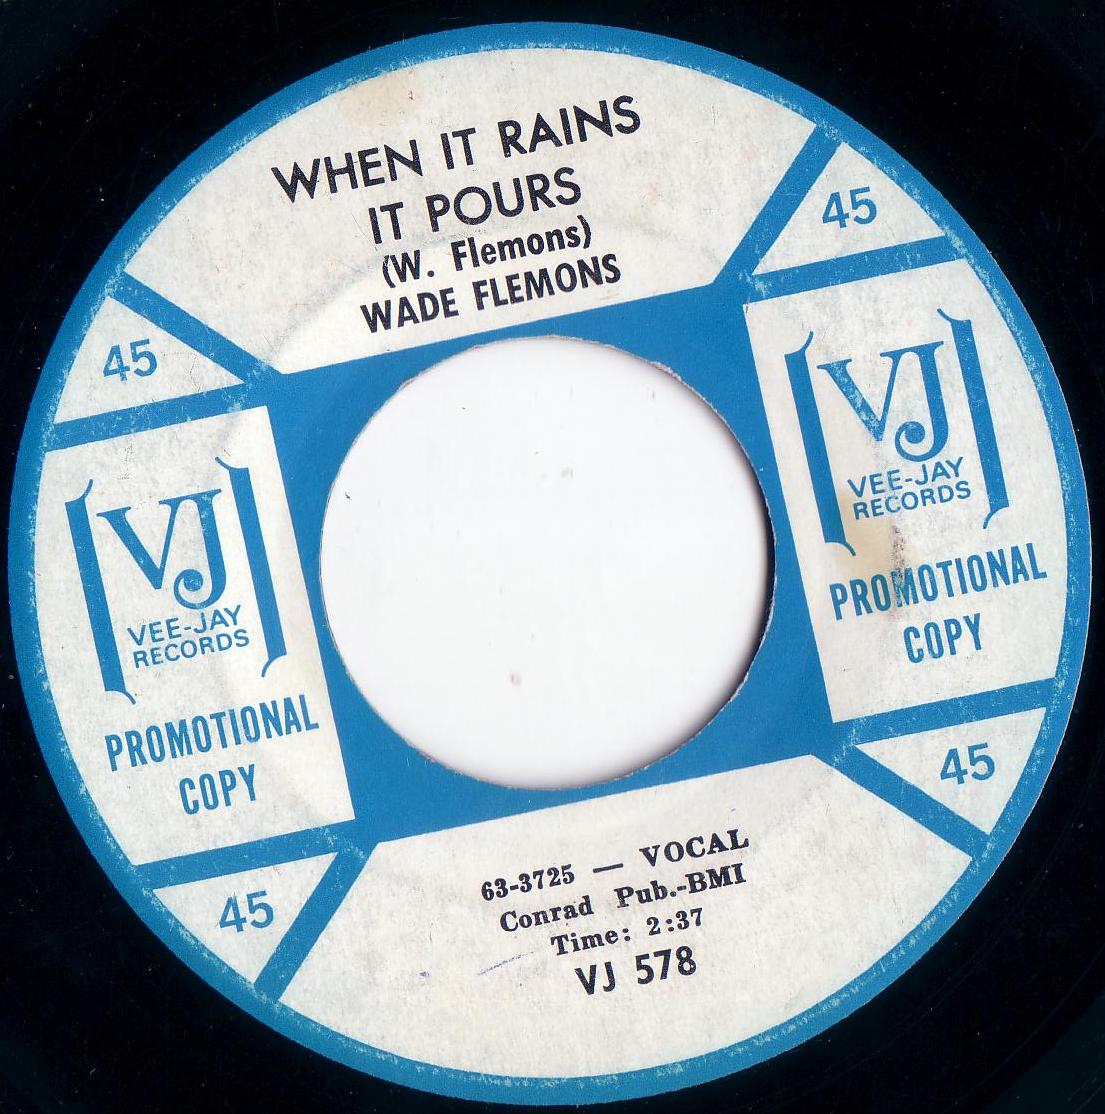 WHEN IT RAINS
IT POURS
(W. Flemons)
WADE FLEMONS
45
45
VJ
VEE-JAY
RECORDS
PROMOTIONAL
COPY
VJ
VEE-JAY
RECORDS
PROMOTIONAL
COPY
45
45
63-3725 — VOCAL
Conrad Pub.-BMI
Time: 2:37
VJ 578